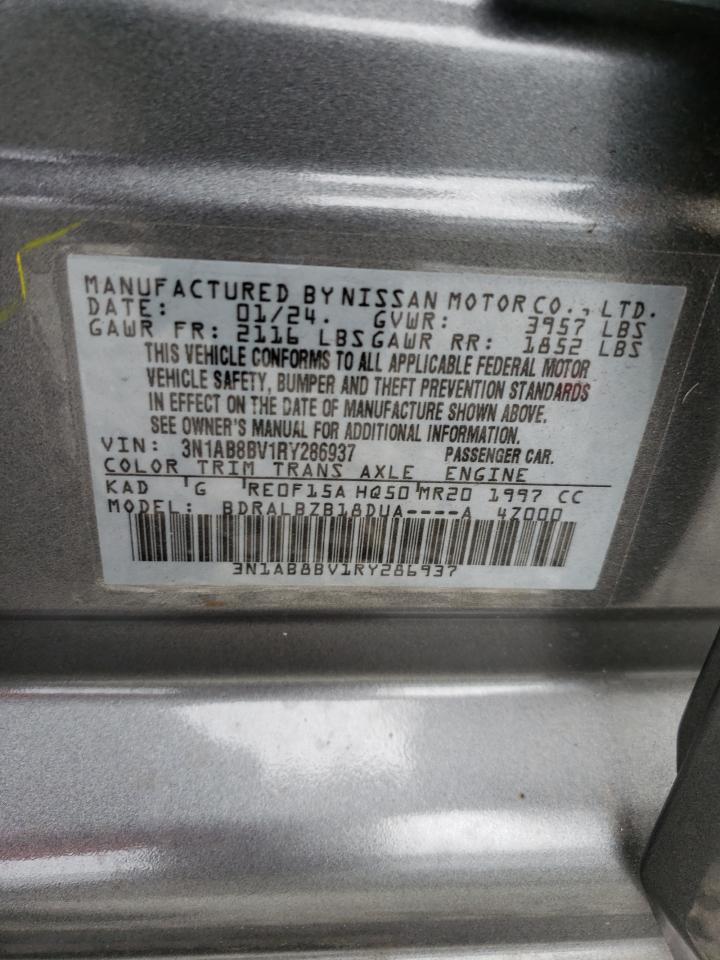 MANUFACTURED BY NISSAN MOTOR CO., LTD.
DATE: 01/24. GVWR: 3957 LBS
GAWR FR: 2116 LBS GAWR RR: 1852 LBS
THIS VEHICLE CONFORMS TO ALL APPLICABLE FEDERAL MOTOR
VEHICLE SAFETY, BUMPER AND THEFT PREVENTION STANDARDS
IN EFFECT ON THE DATE OF MANUFACTURE SHOWN ABOVE.
SEE OWNER'S MANUAL FOR ADDITIONAL INFORMATION.
VIN: 3N1AB8BV1RY286937 PASSENGER CAR.
COLOR TRIM TRANS AXLE ENGINE
KAD G RE0F15A HQ50 MR20 1997 CC
MODEL: BDRALBZB18DUA----A 4Z000
3N1AB8BV1RY286937